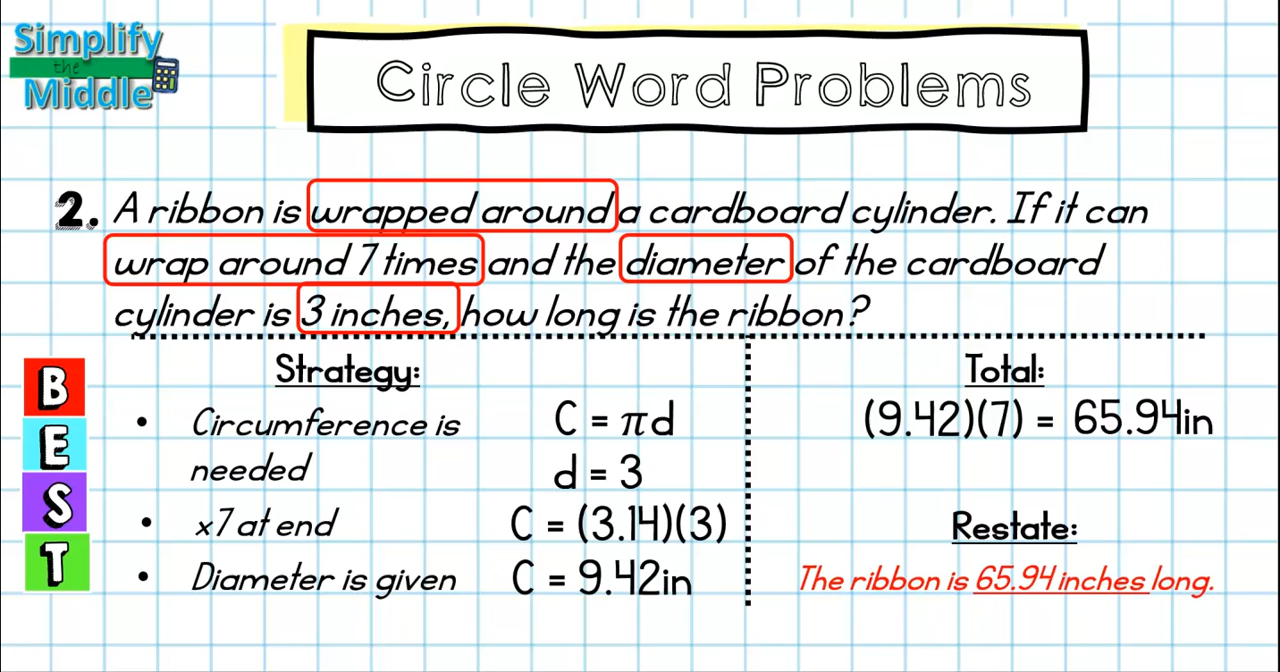 Simplify
the
Middle
Circle Word Problems
2. A ribbon is wrapped around a cardboard cylinder. If it can
wrap around 7 times and the diameter of the cardboard
cylinder is 3 inches, how long is the ribbon?
B
E
S
T
Strategy:
• Circumference is
needed
• x7 at end
• Diameter is given
C = πd
d = 3
C = (3.14)(3)
C = 9.42in
Total:
(9.42)(7) = 65.94in
Restate:
The ribbon is 65.94 inches long.